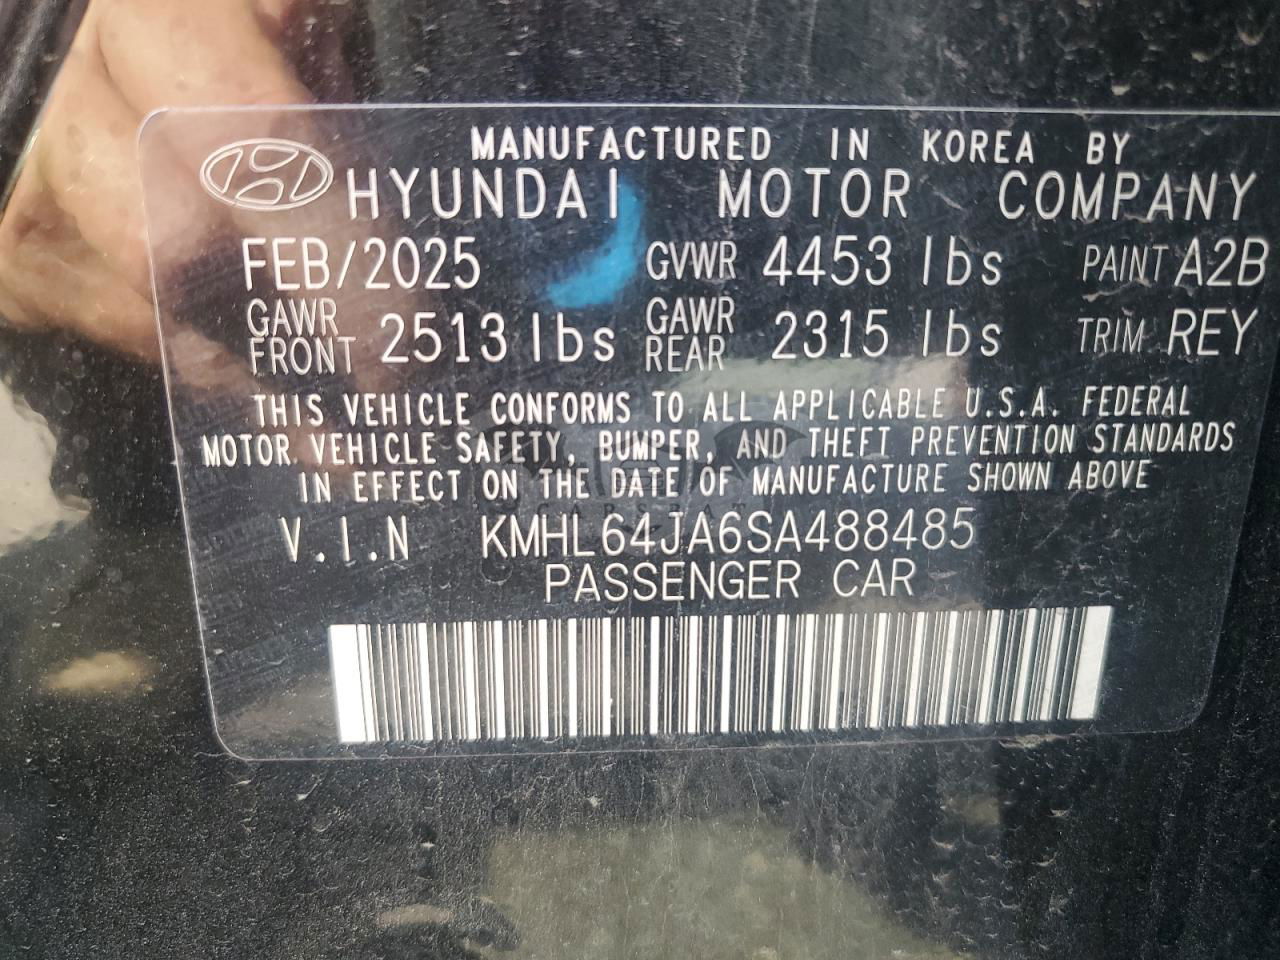 MANUFACTURED IN KOREA BY
HYUNDAI MOTOR COMPANY
FEB/2025 GVWR 4453 lbs PAINT A2B
GAWR FRONT 2513 lbs GAWR REAR 2315 lbs TRIM REY
THIS VEHICLE CONFORMS TO ALL APPLICABLE U.S.A. FEDERAL
MOTOR VEHICLE SAFETY, BUMPER, AND THEFT PREVENTION STANDARDS
IN EFFECT ON THE DATE OF MANUFACTURE SHOWN ABOVE
V.I.N KMHL64JA6SA488485
PASSENGER CAR